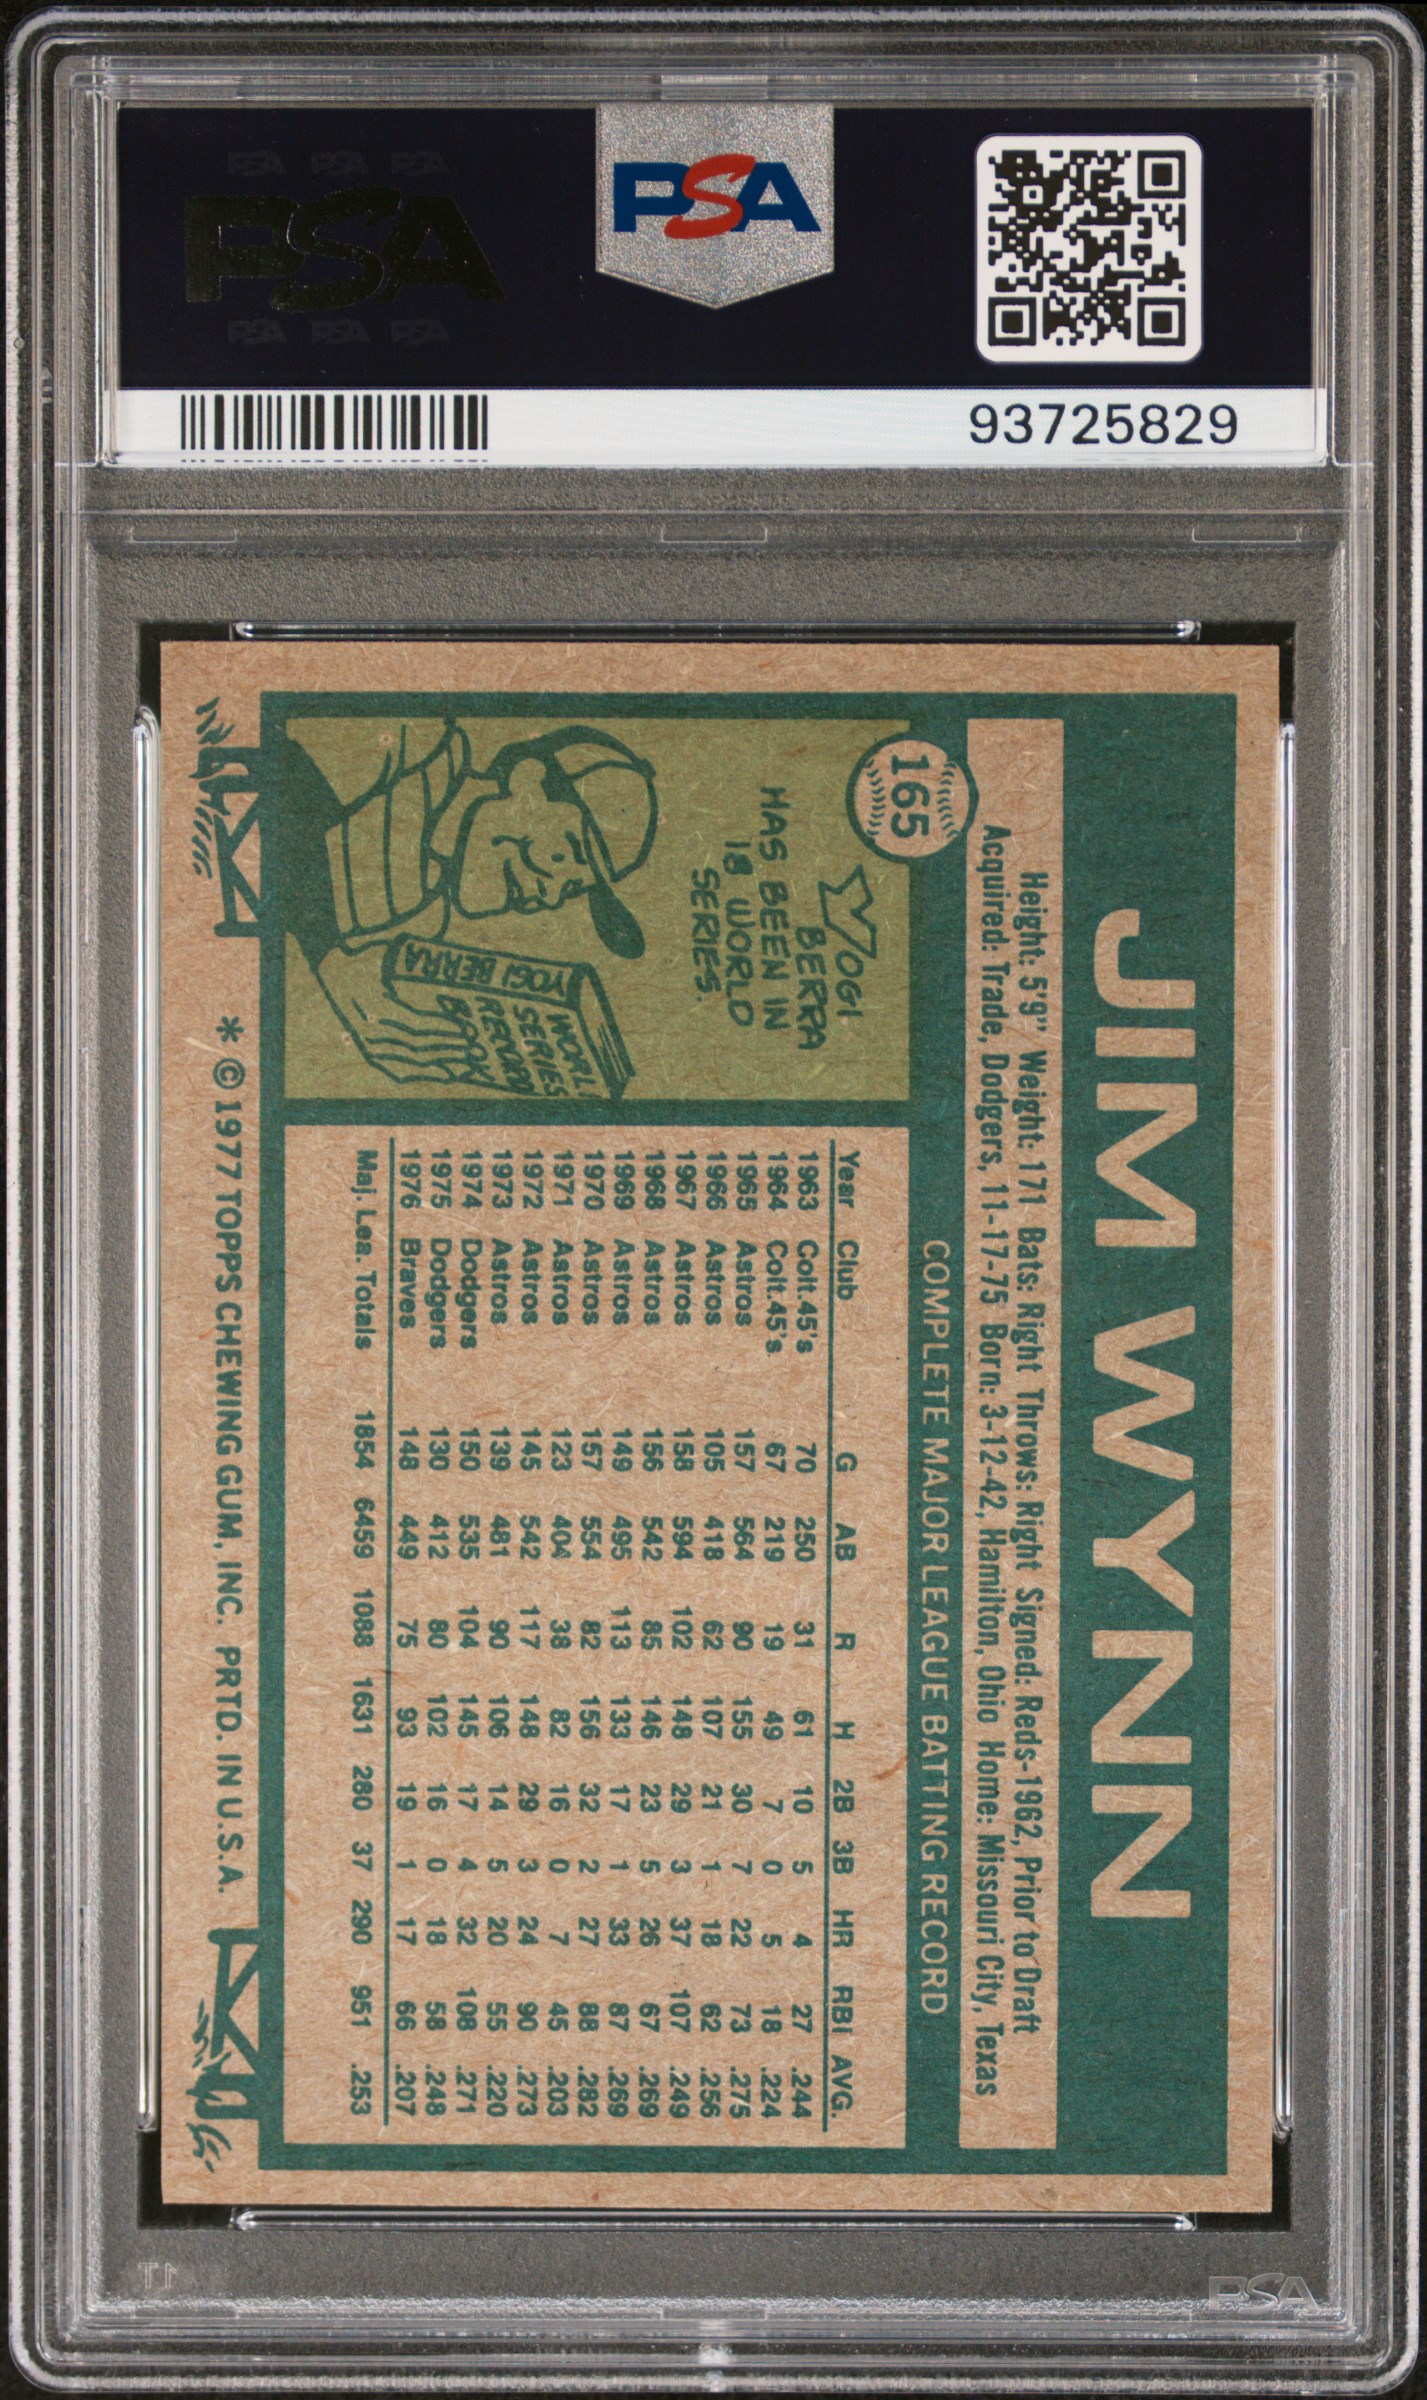 PSA PSA PSA
PSA
PSA PSA PSA
PSA
93725829
JIM WYNN
Height: 5'9" Weight: 171 Bats: Right Throws: Right Signed: Reds-1962, Prior to Draft
Acquired: Trade, Dodgers, 11-17-75 Born: 3-12-42, Hamilton, Ohio Home: Missouri City, Texas
165
COMPLETE MAJOR LEAGUE BATTING RECORD
YOGI
BERRA
HAS BEEN IN
18 WORLD
SERIES.
YOGI BERRA
WORL
SERIES
RECORD
BOOK
Year Club G AB R H 2B 3B HR RBI AVG.
1963 Colt.45's 70 250 31 61 10 5 4 27 .244
1964 Colt.45's 67 219 19 49 7 0 5 18 .224
1965 Astros 157 564 90 155 30 7 22 73 .275
1966 Astros 105 418 62 107 21 1 18 62 .256
1967 Astros 158 594 102 148 29 3 37 107 .249
1968 Astros 156 542 85 146 23 5 26 67 .269
1969 Astros 149 495 113 133 17 1 33 87 .269
1970 Astros 157 554 82 156 32 2 27 88 .282
1971 Astros 123 404 38 82 16 0 7 45 .203
1972 Astros 145 542 117 148 29 3 24 90 .273
1973 Astros 139 481 90 106 14 5 20 55 .220
1974 Dodgers 150 535 104 145 17 4 32 108 .271
1975 Dodgers 130 412 80 102 16 0 18 58 .248
1976 Braves 148 449 75 93 19 1 17 66 .207
Maj. Lea. Totals 1854 6459 1088 1631 280 37 290 951 .253
* © 1977 TOPPS CHEWING GUM, INC. PRTD. IN U.S.A.
PSA